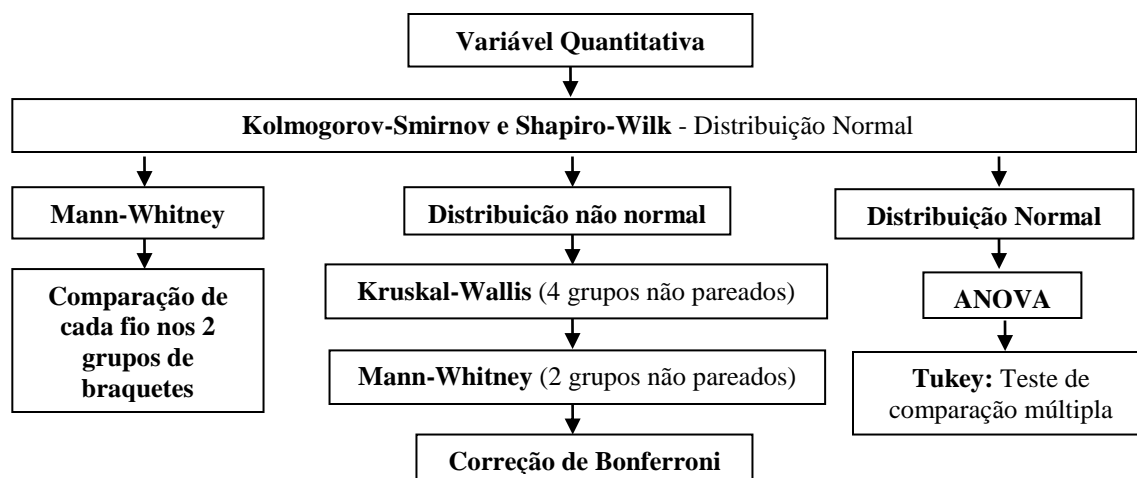 Variável Quantitativa
Kolmogorov-Smirnov e Shapiro-Wilk - Distribuição Normal
Mann-Whitney
Comparação de
cada fio nos 2
grupos de
braquetes
Distribuicão não normal
Kruskal-Wallis (4 grupos não pareados)
Mann-Whitney (2 grupos não pareados)
Correção de Bonferroni
Distribuição Normal
ANOVA
Tukey: Teste de
comparação múltipla